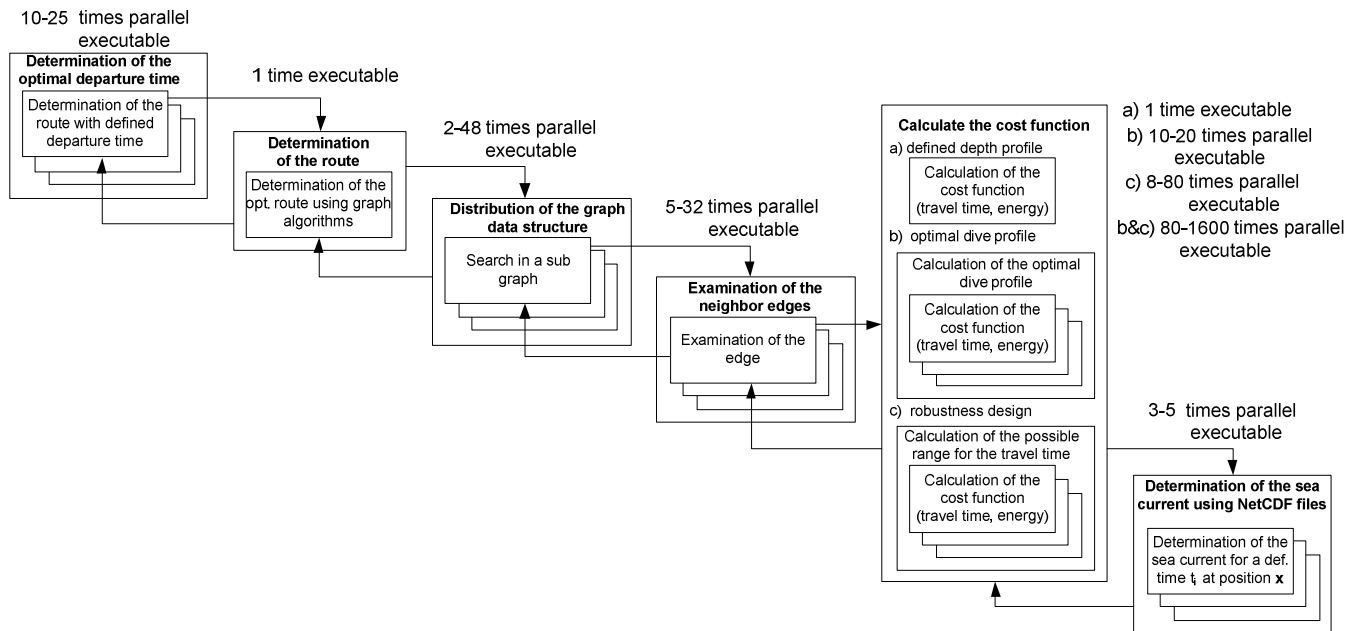 10-25 times parallel
executable
Determination of the
optimal departure time
Determination of the
route with defined
departure time
1 time executable
Determination
of the route
Determination of the
opt. route using graph
algorithms
2-48 times parallel
executable
Distribution of the graph
data structure
Search in a sub
graph
5-32 times parallel
executable
Examination of the
neighbor edges
Examination of the
edge
Calculate the cost function
a) defined depth profile
Calculation of the
cost function
(travel time, energy)
b) optimal dive profile
Calculation of the optimal
dive profile
Calculation of the
cost function
(travel time, energy)
c) robustness design
Calculation of the possible
range for the travel time
Calculation of the
cost function
(travel time, energy)
a) 1 time executable
b) 10-20 times parallel
executable
c) 8-80 times parallel
executable
b&c) 80-1600 times parallel
executable
3-5 times parallel
executable
Determination of the sea
current using NetCDF files
Determination of the
sea current for a def.
time ti at position x